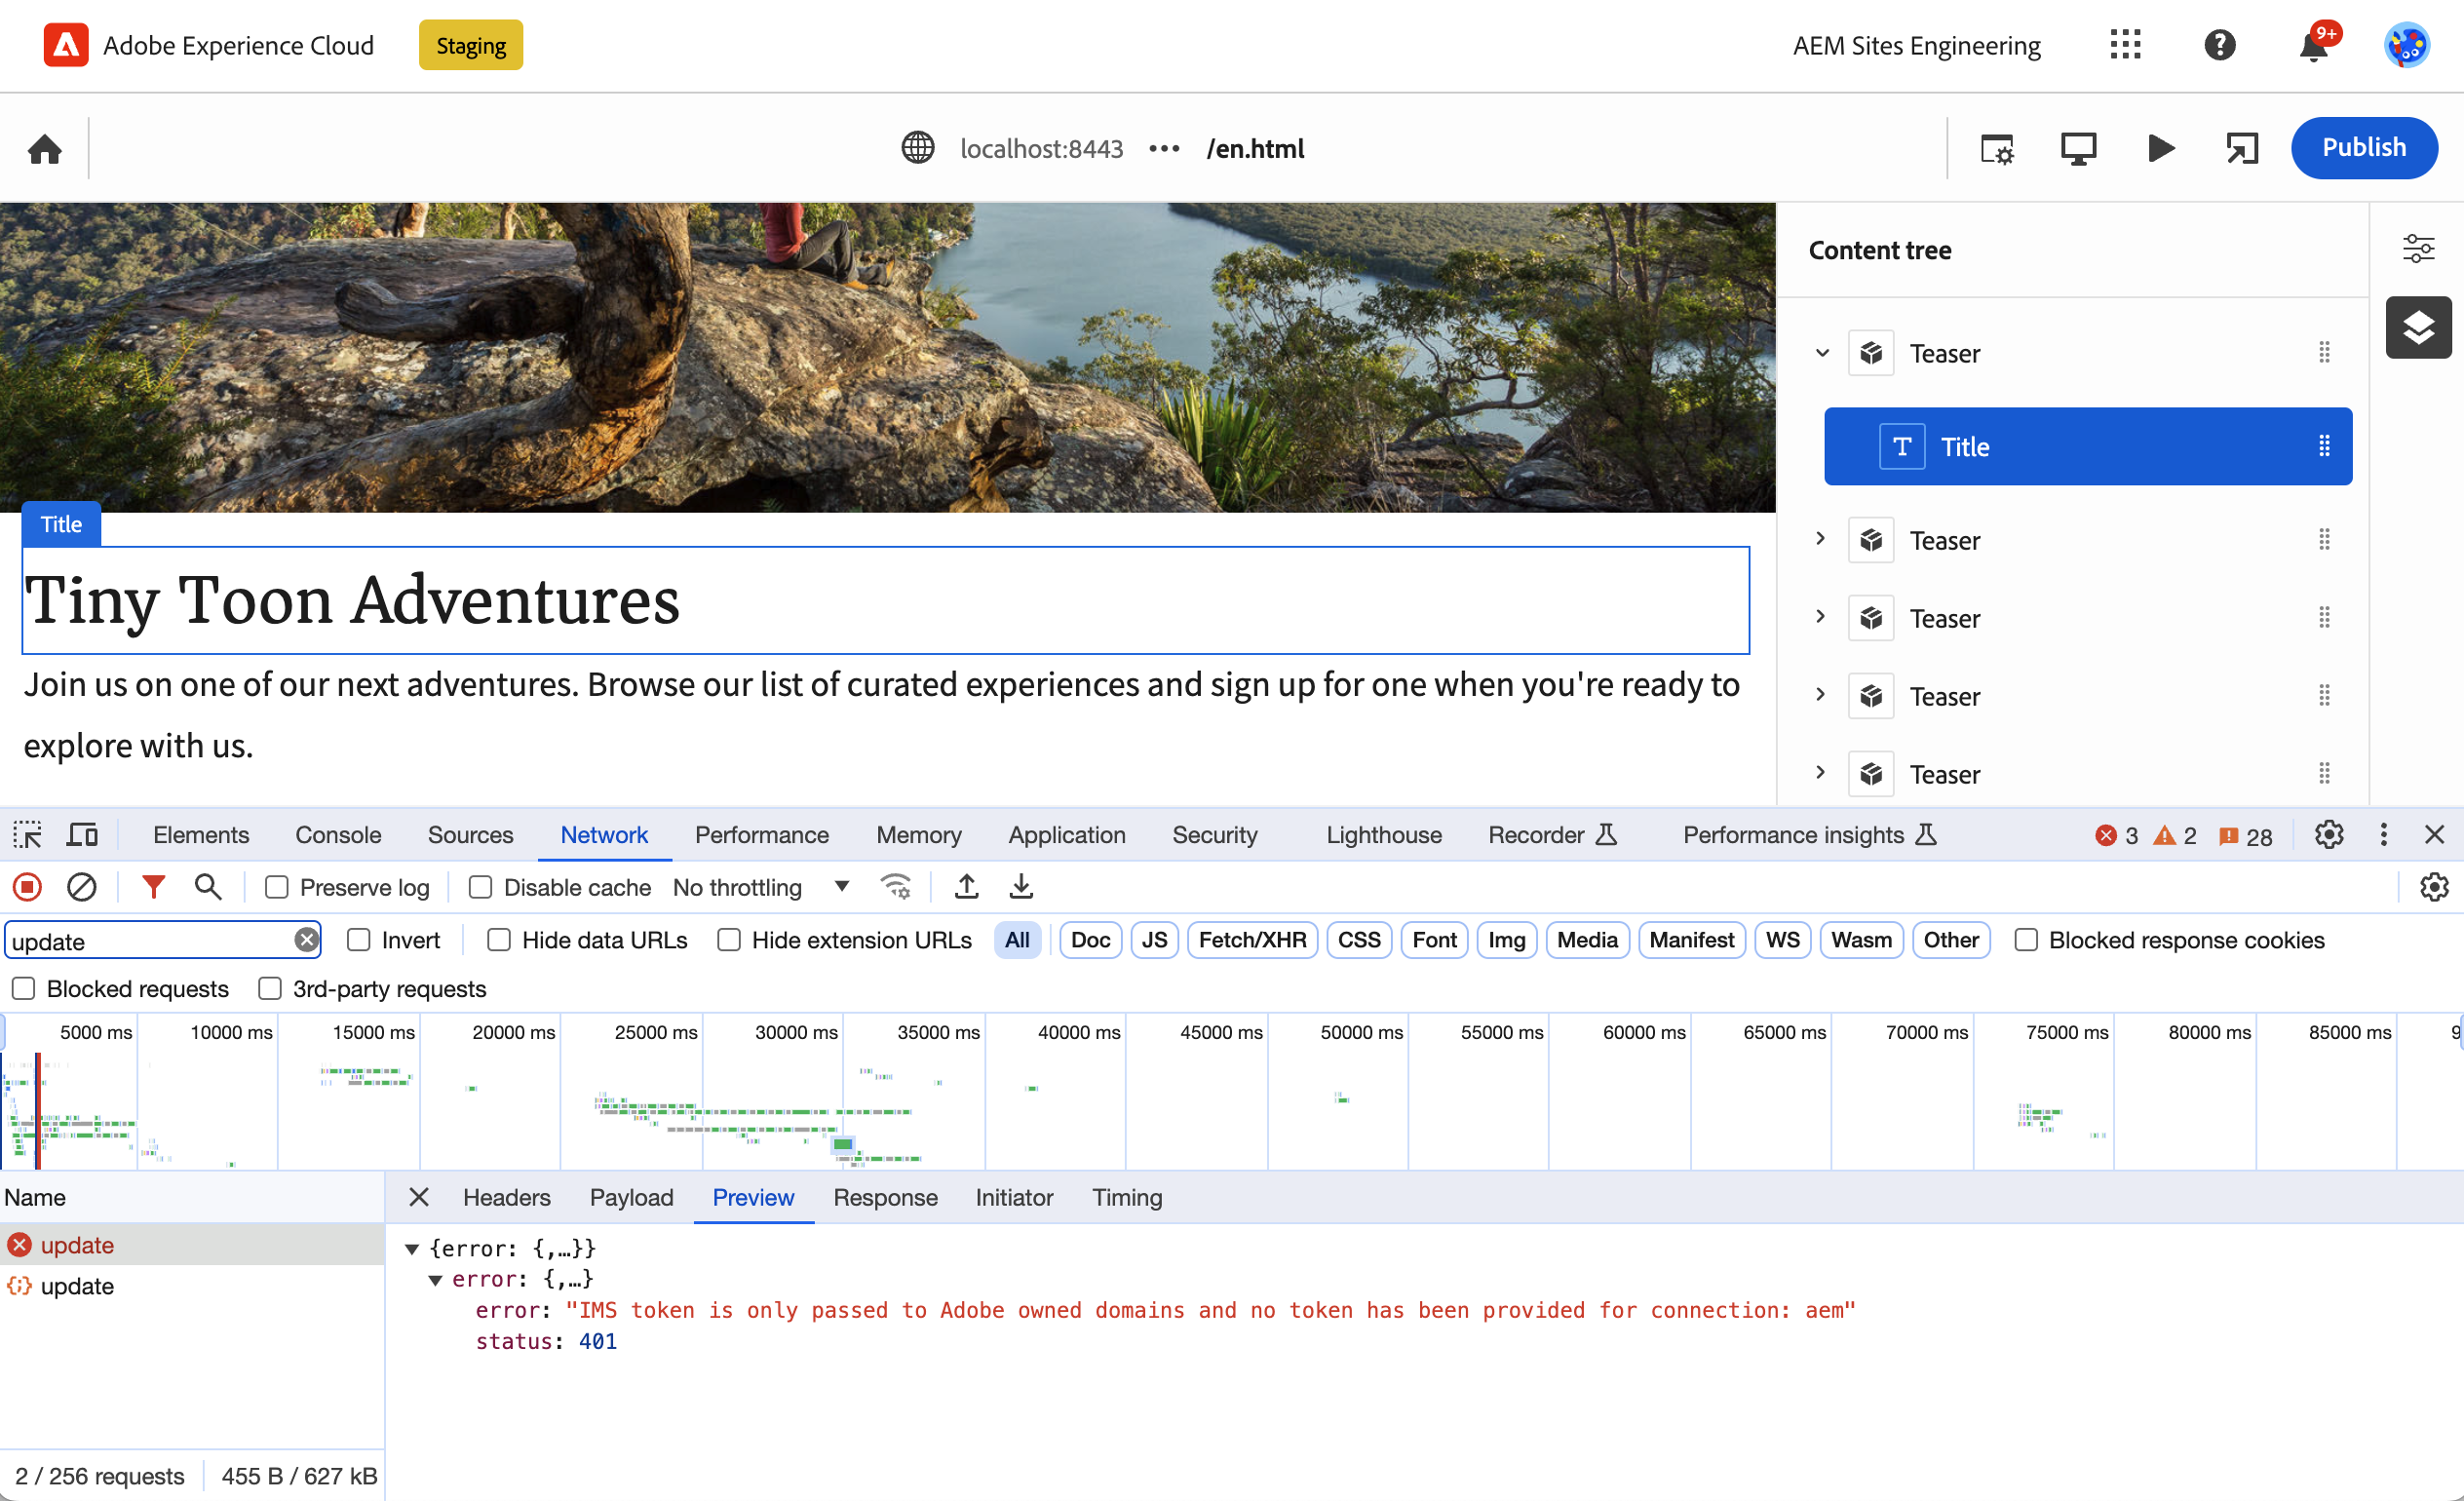 Adobe Experience Cloud
Staging
AEM Sites Engineering
9+
localhost:8443 ••• /en.html
Publish
Content tree
Teaser
T Title
Teaser
Teaser
Teaser
Teaser
Title
Tiny Toon Adventures
Join us on one of our next adventures. Browse our list of curated experiences and sign up for one when you're ready to
explore with us.
Elements Console Sources Network Performance Memory Application Security Lighthouse Recorder Performance insights 3 2 28
Preserve log Disable cache No throttling
update Invert Hide data URLs Hide extension URLs All Doc JS Fetch/XHR CSS Font Img Media Manifest WS Wasm Other Blocked response cookies
Blocked requests 3rd-party requests
5000 ms 10000 ms 15000 ms 20000 ms 25000 ms 30000 ms 35000 ms 40000 ms 45000 ms 50000 ms 55000 ms 60000 ms 65000 ms 70000 ms 75000 ms 80000 ms 85000 ms
Name
Headers Payload Preview Response Initiator Timing
update
update
{error: {,…}}
error: {,…}
error: "IMS token is only passed to Adobe owned domains and no token has been provided for connection: aem"
status: 401
2 / 256 requests 455 B / 627 kB